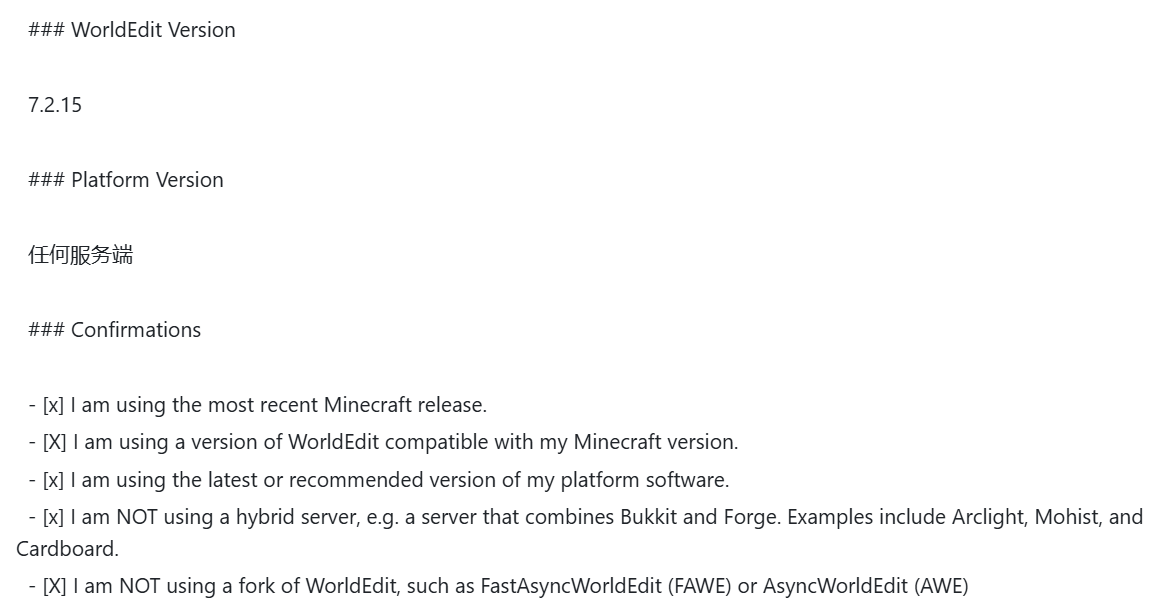 ### WorldEdit Version
7.2.15
### Platform Version
任何服务端
### Confirmations
- [x] I am using the most recent Minecraft release.
- [X] I am using a version of WorldEdit compatible with my Minecraft version.
- [x] I am using the latest or recommended version of my platform software.
- [x] I am NOT using a hybrid server, e.g. a server that combines Bukkit and Forge. Examples include Arclight, Mohist, and
Cardboard.
- [X] I am NOT using a fork of WorldEdit, such as FastAsyncWorldEdit (FAWE) or AsyncWorldEdit (AWE)